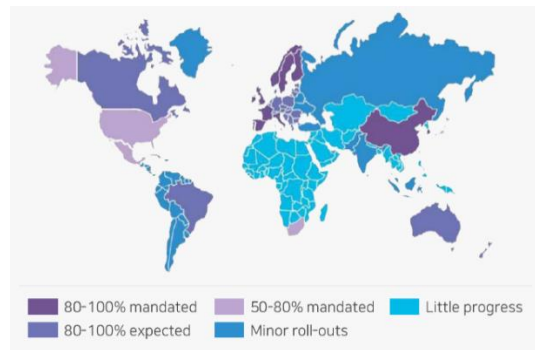 80-100% mandated 50-80% mandated Little progress
80-100% expected Minor roll-outs